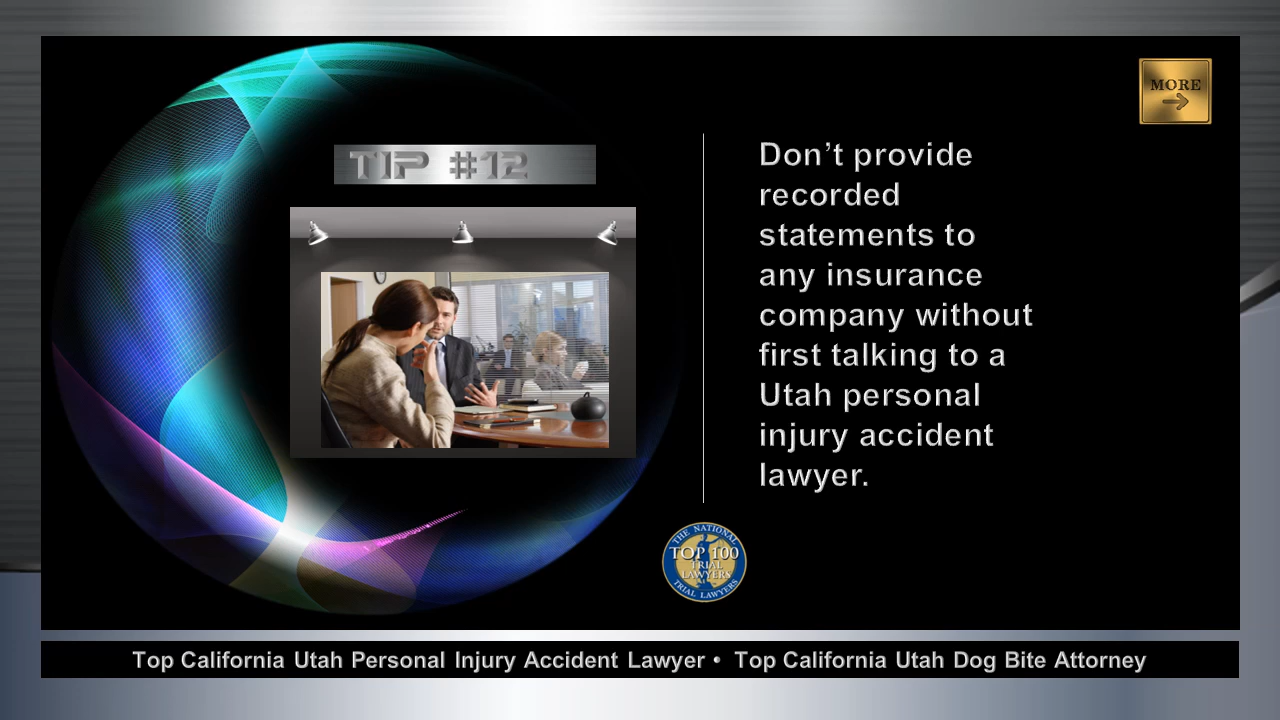 MORE
TIP #12
Don’t provide
recorded
statements to
any insurance
company without
first talking to a
Utah personal
injury accident
lawyer.
THE NATIONAL
TOP 100
TRIAL
LAWYERS
TRIAL LAWYERS
Top California Utah Personal Injury Accident Lawyer • Top California Utah Dog Bite Attorney